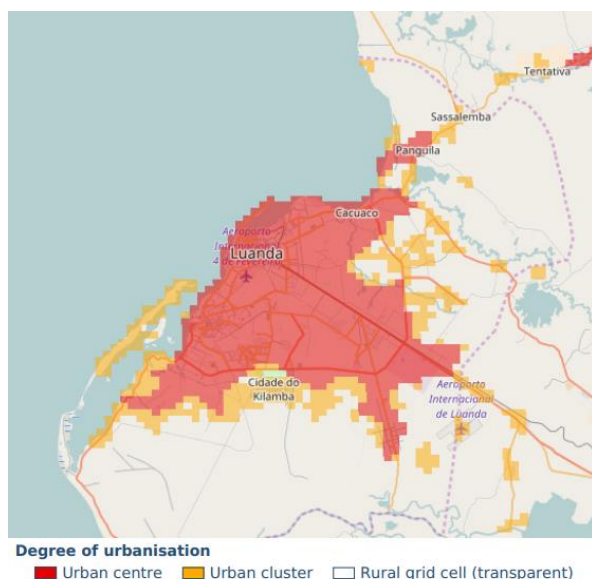 Tentativa
Sassalemba
Panguila
Cacuaco
Aeroporto
Internacional
4 de Fevereiro
Luanda
Cidade do
Kilamba
Aeroporto
Internacional
de Luanda
Degree of urbanisation
Urban centre Urban cluster Rural grid cell (transparent)